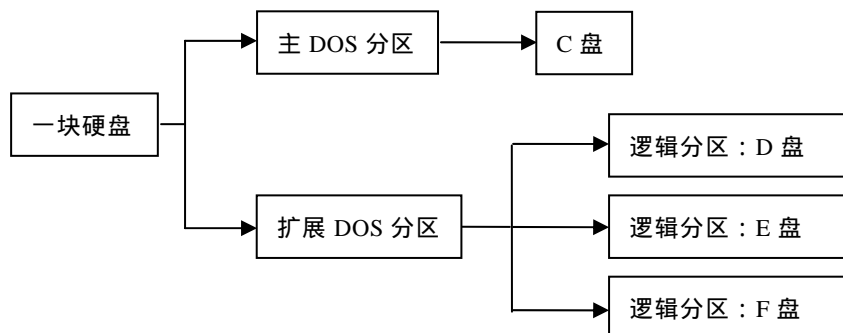 主 DOS 分区
C 盘
一块硬盘
逻辑分区：D 盘
扩展 DOS 分区
逻辑分区：E 盘
逻辑分区：F 盘